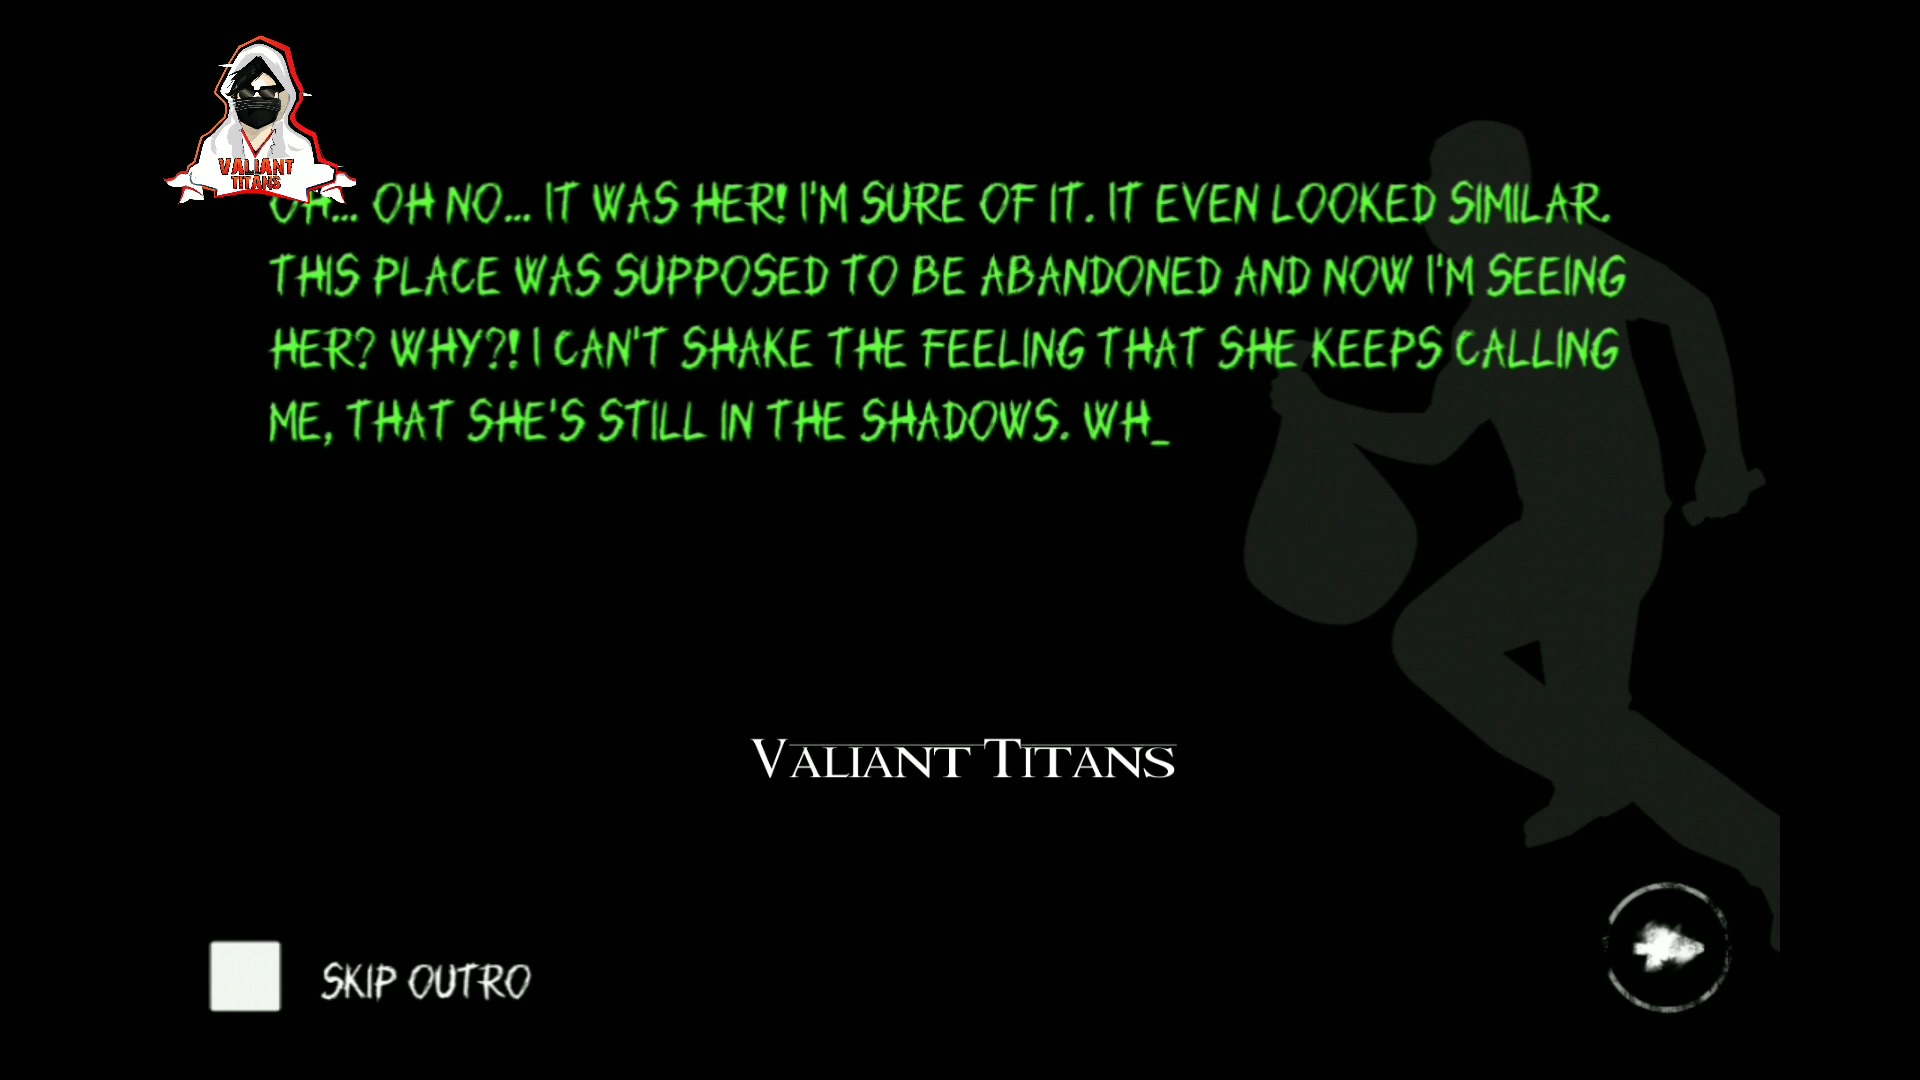 VALIANT
TITANS
OH... OH NO... IT WAS HER! I'M SURE OF IT. IT EVEN LOOKED SIMILAR.
THIS PLACE WAS SUPPOSED TO BE ABANDONED AND NOW I'M SEEING
HER? WHY?! I CAN'T SHAKE THE FEELING THAT SHE KEEPS CALLING
ME, THAT SHE'S STILL IN THE SHADOWS. WH_
VALIANT TITANS
SKIP OUTRO